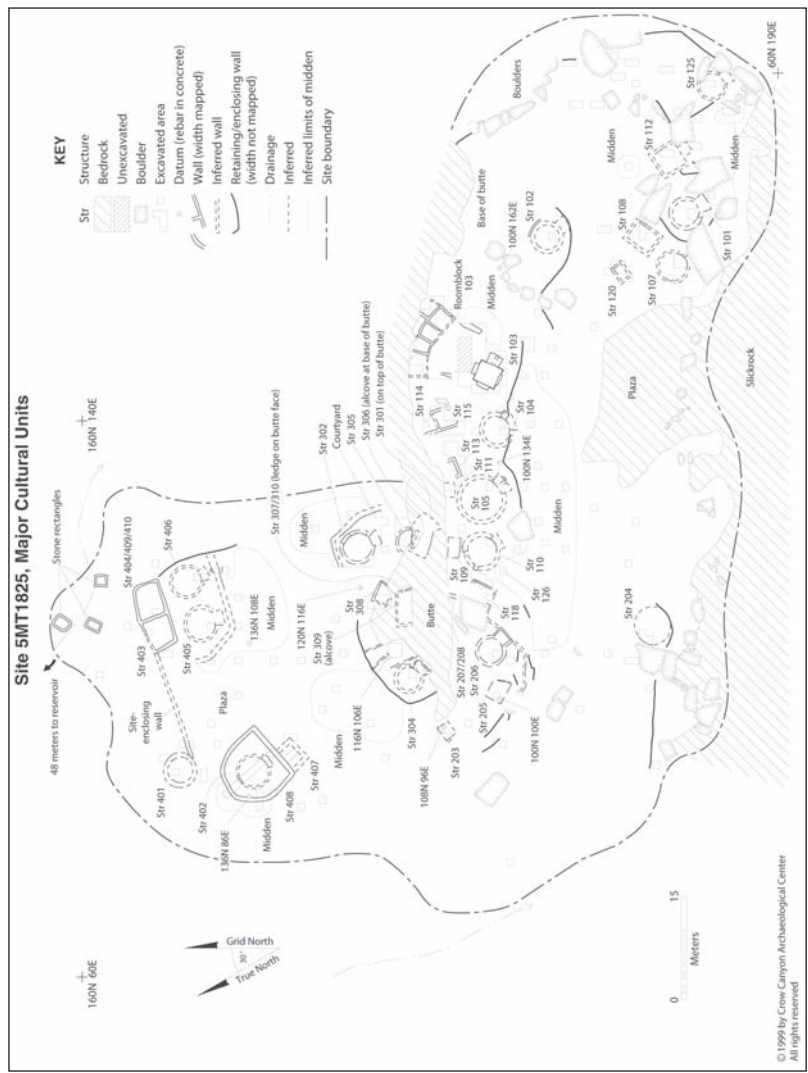 Site 5MT1825, Major Cultural Units
KEY
Str Structure
Bedrock
Unexcavated
Boulder
Excavated area
Datum (rebar in concrete)
Wall (width mapped)
Inferred wall
Retaining/enclosing wall
(width not mapped)
Drainage
Inferred
Inferred limits of midden
Site boundary
160N 60E
160N 140E
60N 190E
48 meters to reservoir
Stone rectangles
Str 404/409/410
Str 406
Str 403
Str 405
Site-
enclosing
wall
Str 401
Plaza
Str 402
136N 86E
Midden
Str 408
Str 407
Midden
136N 108E
Midden
120N 116E
Str 309
(alcove)
116N 106E
Str 304
Str 307/310 (ledge on butte face)
Midden
Str 302
Courtyard
Str 305
Str 306 (alcove at base of butte)
Str 301 (on top of butte)
Str
308
Butte
108N 96E
Str 203
Str 205
Str 206
Str 207/208
100N 100E
Str
118
Str
126
Str
109
Str
110
Str
105
Str
111
Str
113
100N 134E
Str
104
Str
115
Str 114
Str 103
Roomblock
103
Midden
Base of butte
100N 162E
Str 102
Boulders
Midden
Str 125
Str 112
Midden
Str 108
Str 101
Str 107
Str 120
Plaza
Slickrock
Midden
Str 204
Grid North
30°
True North
0 15
Meters
© 1999 by Crow Canyon Archaeological Center
All rights reserved